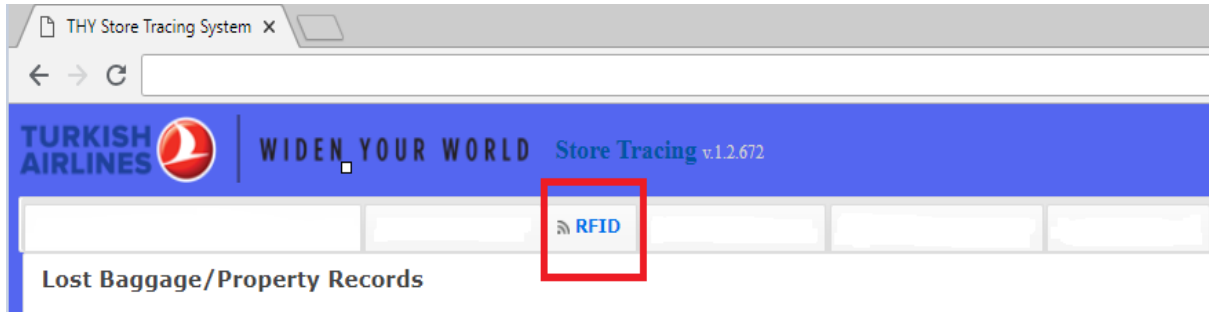 THY Store Tracing System
TURKISH
AIRLINES
WIDEN YOUR WORLD Store Tracing v.1.2.672
RFID
Lost Baggage/Property Records